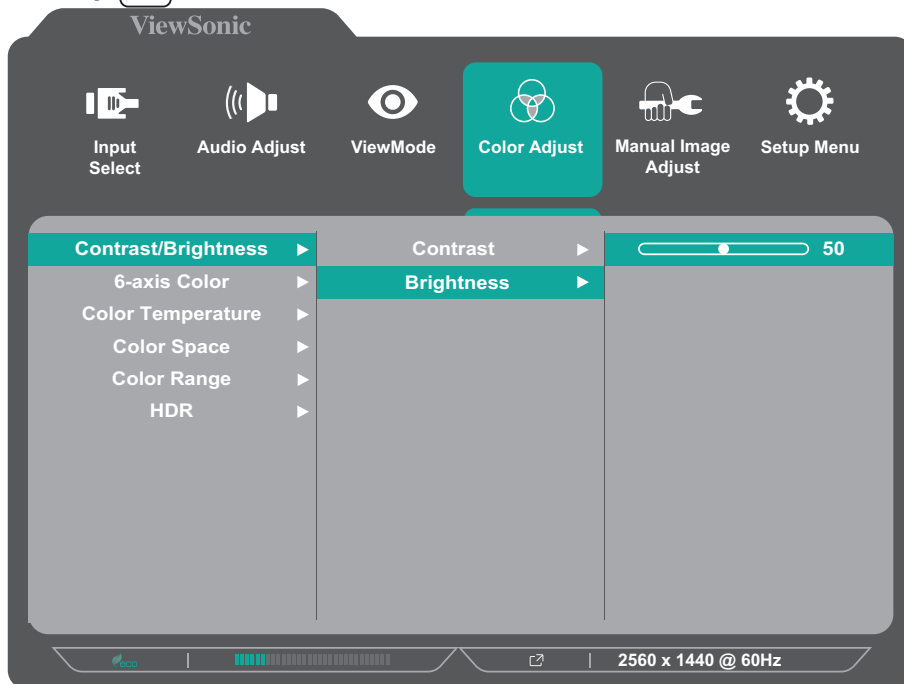 ViewSonic
Input
Select
Audio Adjust
ViewMode
Color Adjust
Manual Image
Adjust
Setup Menu
Contrast/Brightness
Contrast
50
6-axis Color
Brightness
Color Temperature
Color Space
Color Range
HDR
eco
2560 x 1440 @ 60Hz